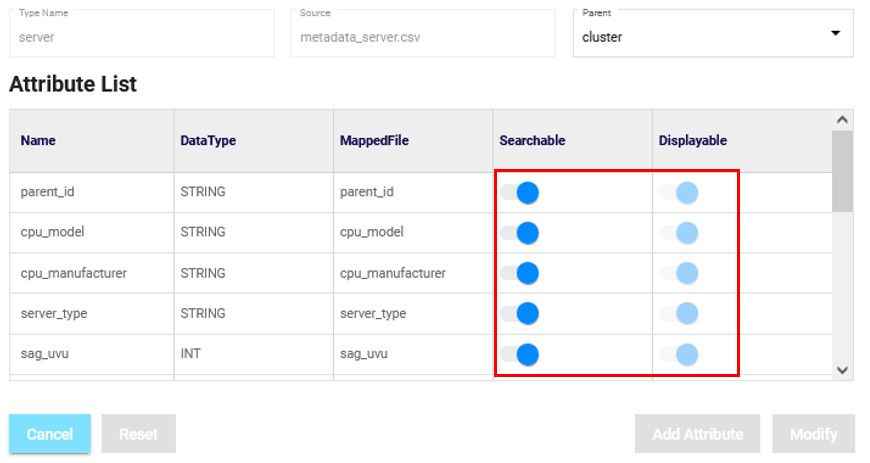 Type Name Source Parent
server metadata_server.csv cluster
Attribute List
Name DataType MappedFile Searchable Displayable
parent_id STRING parent_id
cpu_model STRING cpu_model
cpu_manufacturer STRING cpu_manufacturer
server_type STRING server_type
sag_uvu INT sag_uvu
Cancel Reset Add Attribute Modify